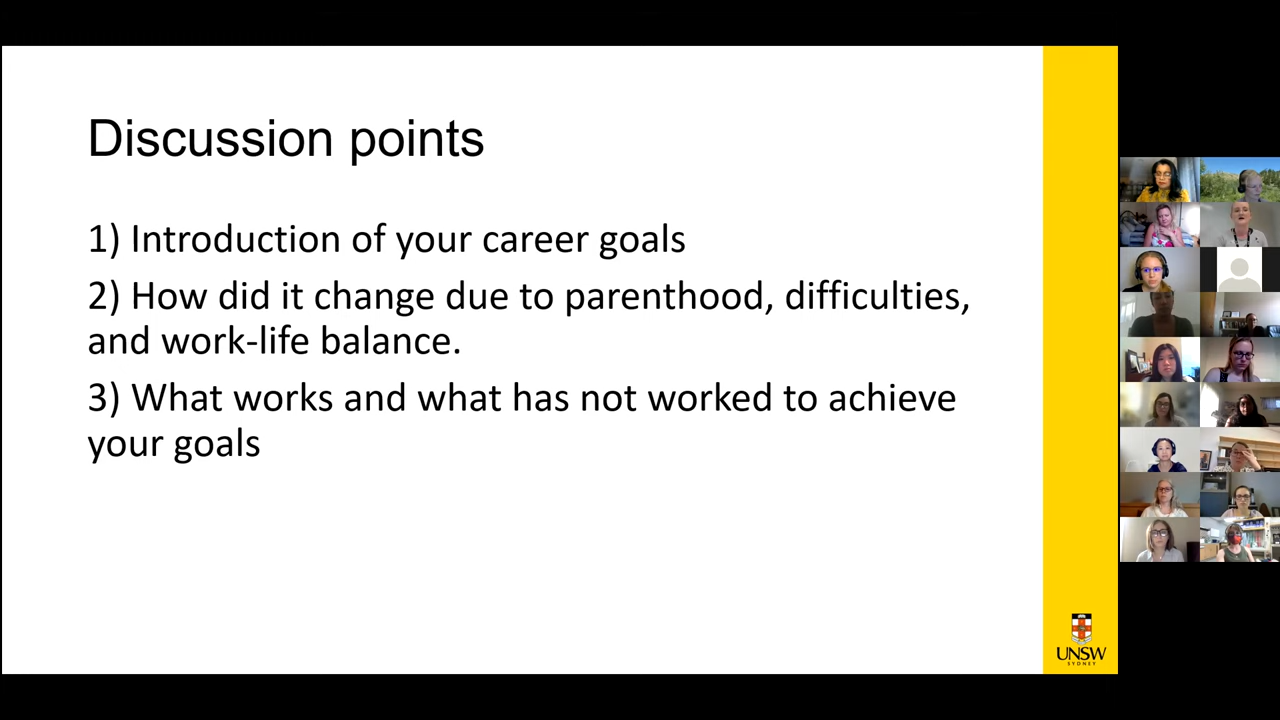 Discussion points
1) Introduction of your career goals
2) How did it change due to parenthood, difficulties,
and work-life balance.
3) What works and what has not worked to achieve
your goals
UNSW
SYDNEY